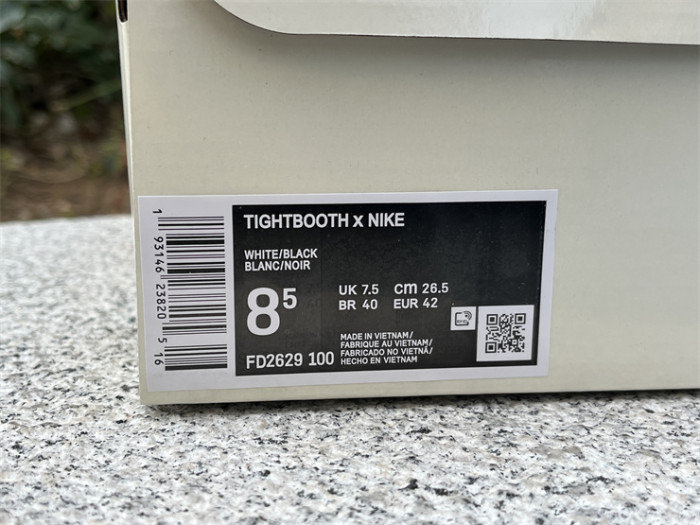 TIGHTBOOTH x NIKE
WHITE/BLACK
BLANC/NOIR
8⁵
UK 7.5 cm 26.5
BR 40 EUR 42
FD2629 100
MADE IN VIETNAM/
FABRIQUE AU VIETNAM/
FABRICADO NO VIETNÃ/
HECHO EN VIETNAM
1 93146 23820 5 16